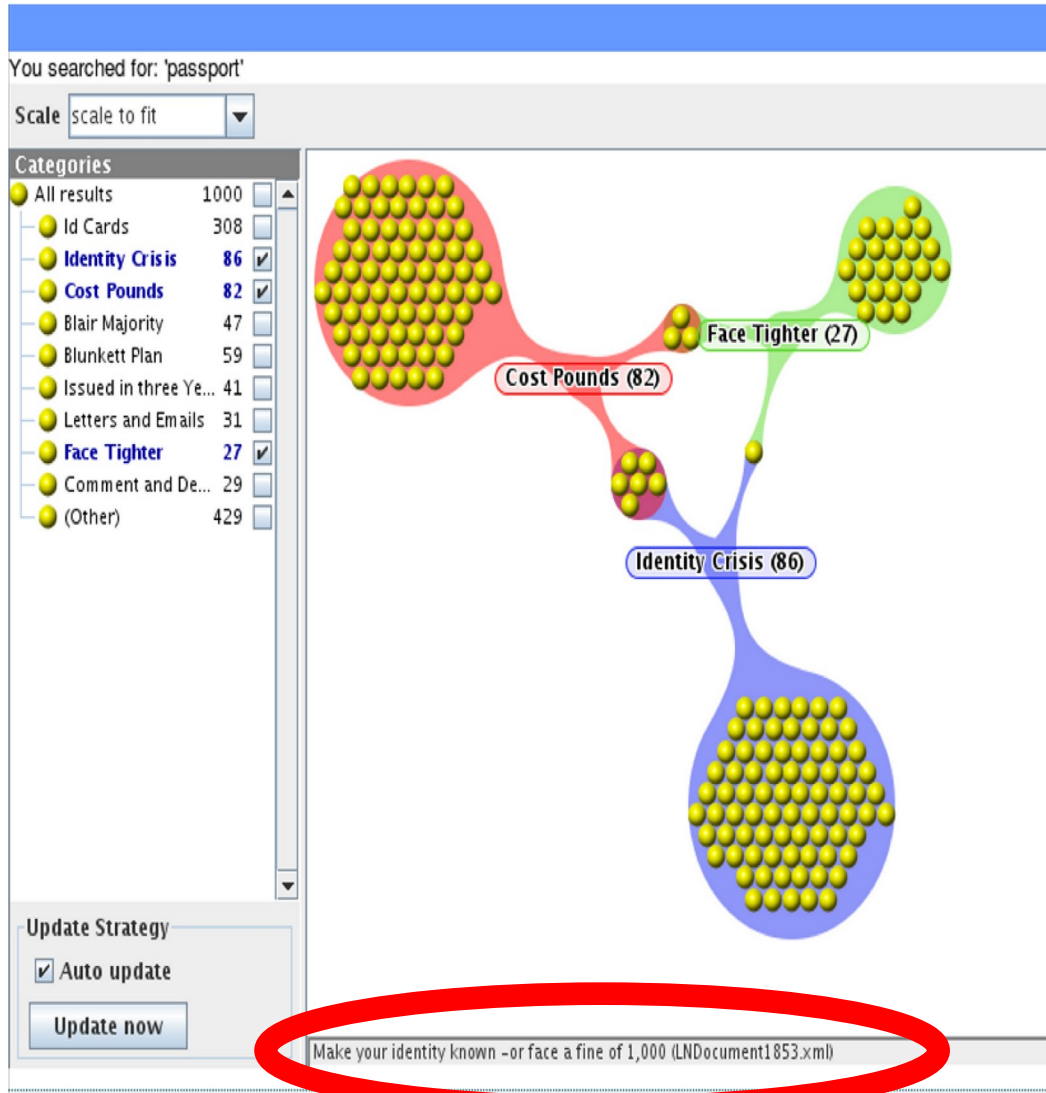 You searched for: 'passport'
Scale scale to fit
Categories
All results 1000
Id Cards 308
Identity Crisis 86
Cost Pounds 82
Blair Majority 47
Blunkett Plan 59
Issued in three Ye... 41
Letters and Emails 31
Face Tighter 27
Comment and De... 29
(Other) 429
Face Tighter (27)
Cost Pounds (82)
Identity Crisis (86)
Update Strategy
Auto update
Update now
Make your identity known -or face a fine of 1,000 (LNDocument1853.xml)